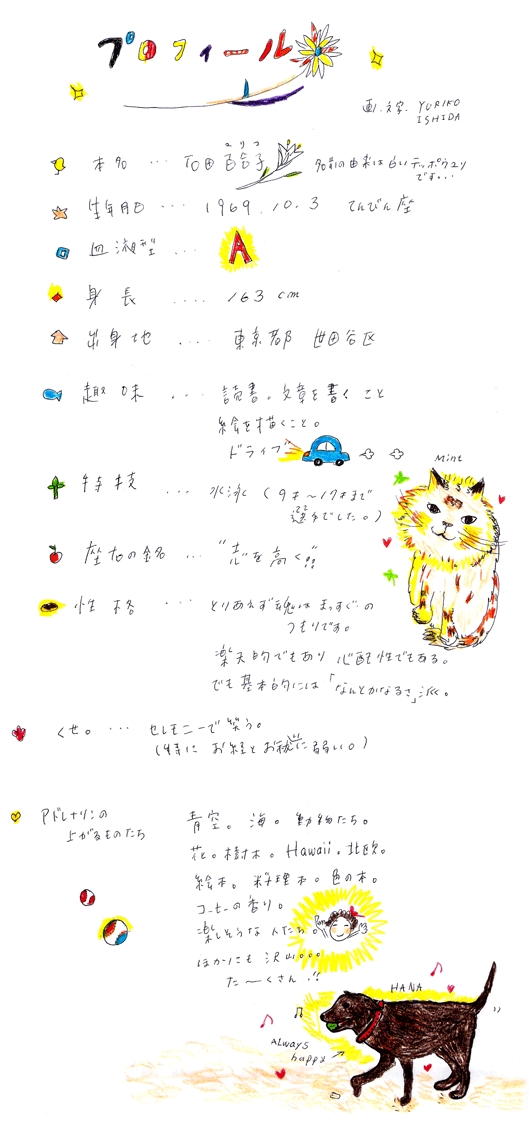 プロフィール
画・文字 YURIKO
ISHIDA
本名 … 石田百合子 名前の由来は白いテッポウユリ
ゆりこ
です…
生年月日 … 1969.10.3 てんびん座
血液型 … A
身長 .... 163 cm
出身地 .... 東京都 世田谷区
趣味 ... 読書。文章を書くこと
絵を描くこと。
ドライブ
Mint
特技 ... 水泳(9才〜17才まで
選手でした。)
座右の銘 ... "志"を高く!!
性格 ... とりあえず魂はまっすぐの
つもりです。
楽天的でもあり 心配性でもある。
でも基本的には「なんとかなるさ」派。
くせ。... セレモニーで笑う。
(特に お経とお祓いに弱い。)
アドレナリンの
上がるものたち
青空。海。動物たち。
花。樹木。Hawaii。北欧。
絵本。料理本。色の本。
コーヒーの香り。
楽しそうな人たち。
ほかにも 沢山。。。
た〜くさん!!
HANA
ALWAYS
happy